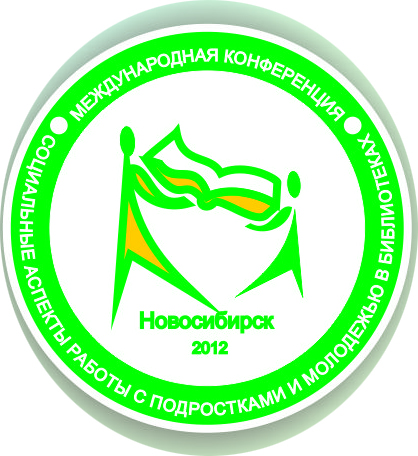 МЕЖДУНАРОДНАЯ КОНФЕРЕНЦИЯ
СОЦИАЛЬНЫЕ АСПЕКТЫ РАБОТЫ С ПОДРОСТКАМИ И МОЛОДЕЖЬЮ В БИБЛИОТЕКАХ
Новосибирск
2012